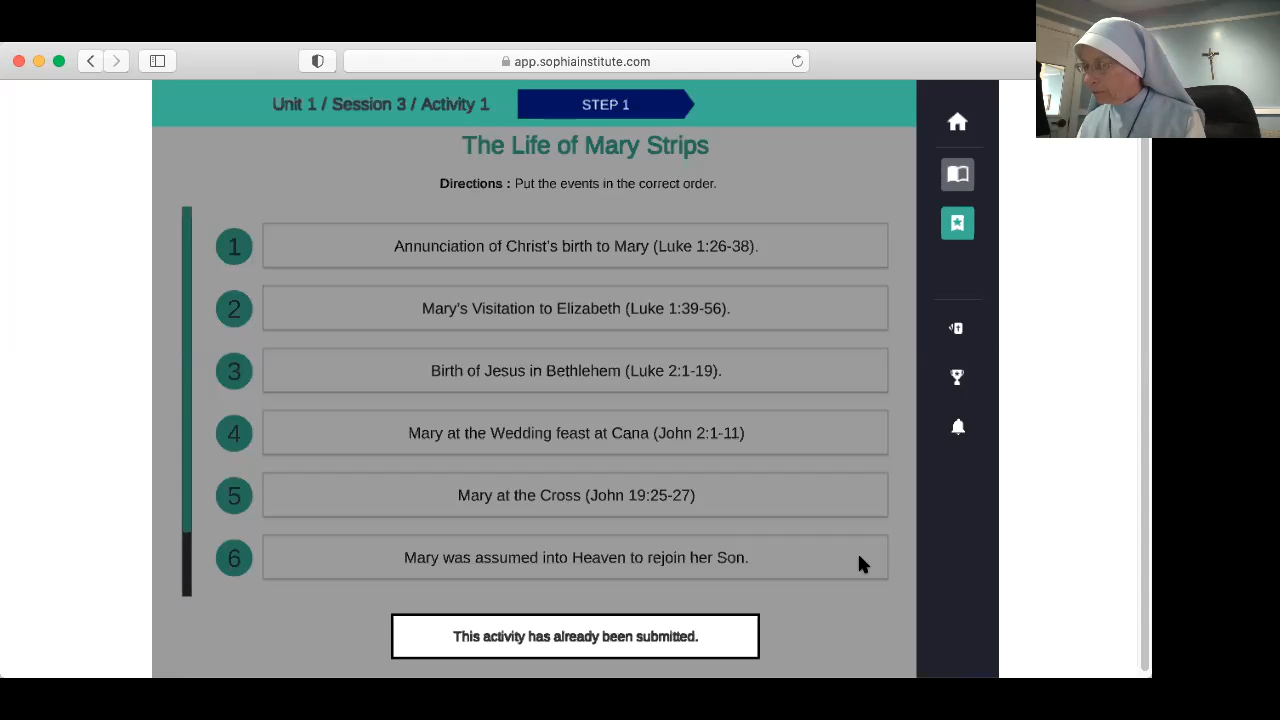 app.sophiainstitute.com
Unit 1 / Session 3 / Activity 1
STEP 1
The Life of Mary Strips
Directions : Put the events in the correct order.
1 Annunciation of Christ's birth to Mary (Luke 1:26-38).
2 Mary's Visitation to Elizabeth (Luke 1:39-56).
3 Birth of Jesus in Bethlehem (Luke 2:1-19).
4 Mary at the Wedding feast at Cana (John 2:1-11)
5 Mary at the Cross (John 19:25-27)
6 Mary was assumed into Heaven to rejoin her Son.
This activity has already been submitted.